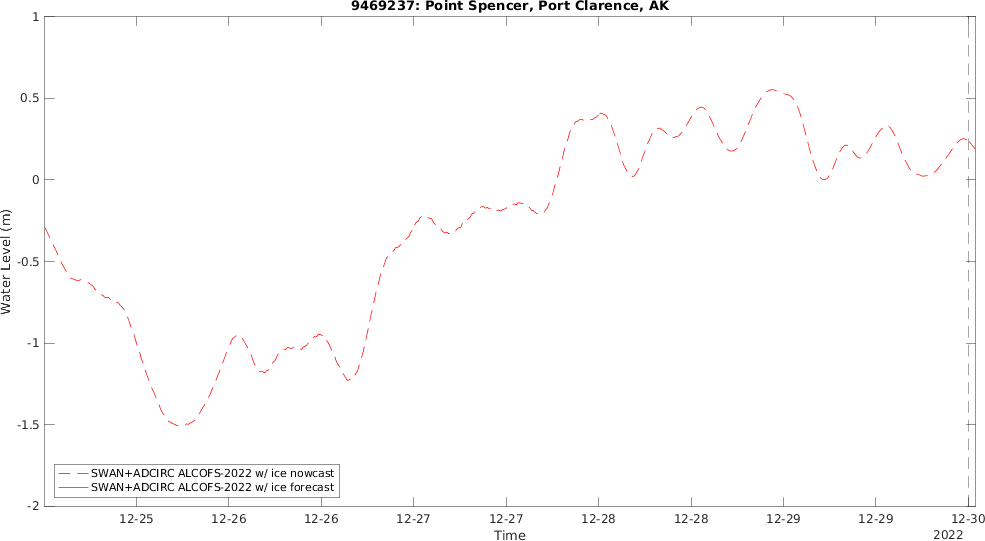 9469237: Point Spencer, Port Clarence, AK
1
0.5
0
-0.5
-1
-1.5
-2
Water Level (m)
SWAN+ADCIRC ALCOFS-2022 w/ ice nowcast
SWAN+ADCIRC ALCOFS-2022 w/ ice forecast
12-25 12-26 12-26 12-27 12-27 12-28 12-28 12-29 12-29 12-30
Time
2022